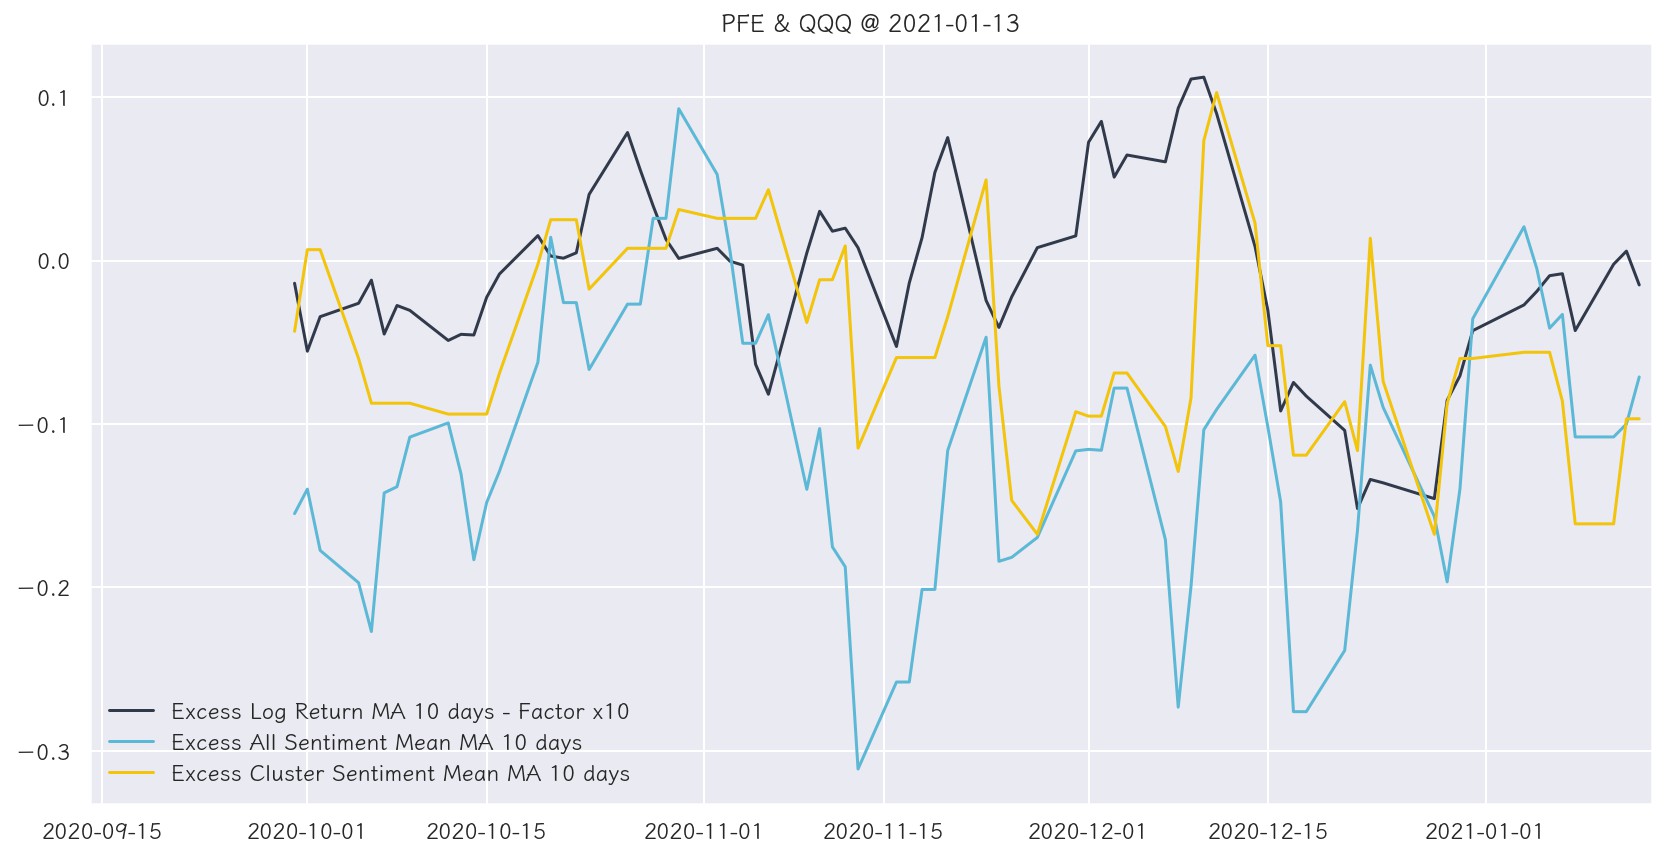 PFE & QQQ @ 2021-01-13
0.1
0.0
−0.1
−0.2
−0.3
Excess Log Return MA 10 days - Factor x10
Excess All Sentiment Mean MA 10 days
Excess Cluster Sentiment Mean MA 10 days
2020-09-15 2020-10-01 2020-10-15 2020-11-01 2020-11-15 2020-12-01 2020-12-15 2021-01-01